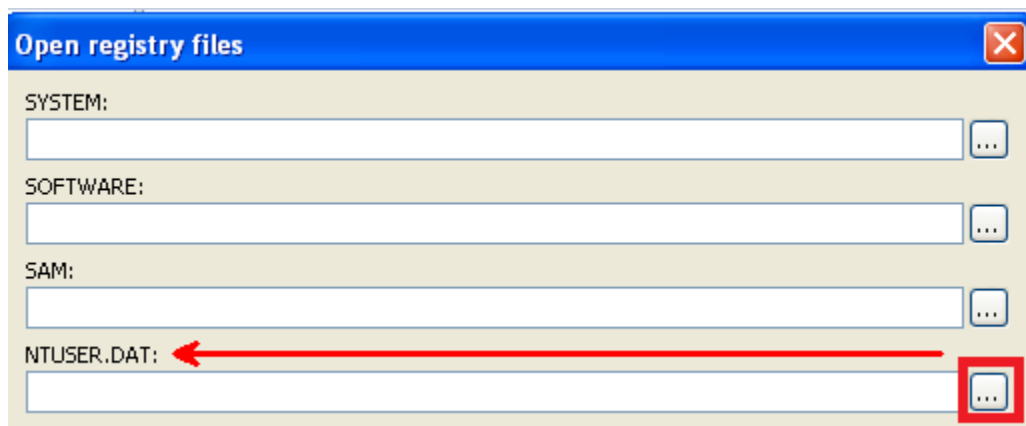 Open registry files
SYSTEM:
...
SOFTWARE:
...
SAM:
...
NTUSER.DAT:
...